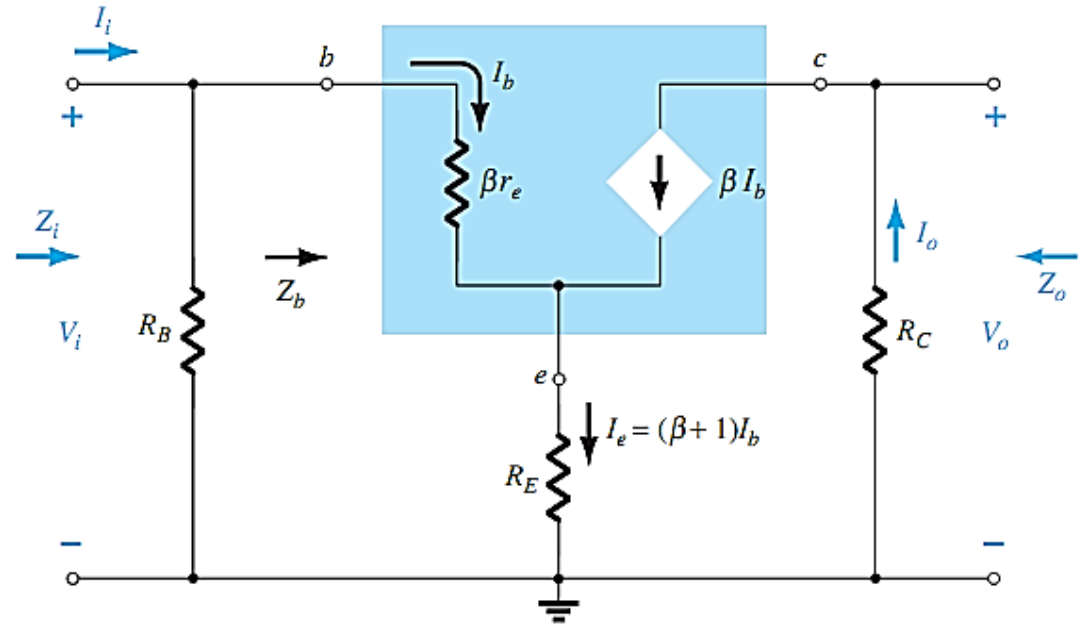 I_i
b
I_b
c
+
+
βr_e
βI_b
Z_i
I_o
Z_b
Z_o
V_i
R_B
R_C
V_o
e
I_e = (β + 1)I_b
R_E
−
−